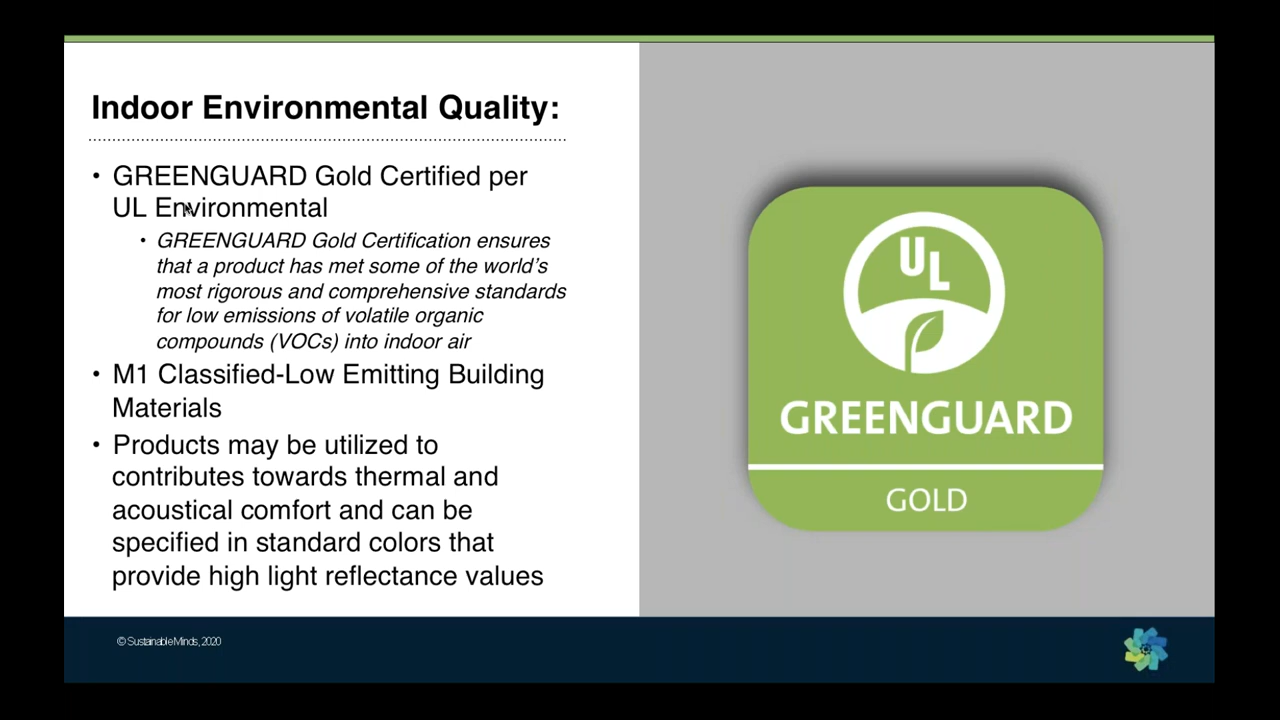 Indoor Environmental Quality:
• GREENGUARD Gold Certified per
UL Environmental
• GREENGUARD Gold Certification ensures
that a product has met some of the world's
most rigorous and comprehensive standards
for low emissions of volatile organic
compounds (VOCs) into indoor air
• M1 Classified-Low Emitting Building
Materials
• Products may be utilized to
contributes towards thermal and
acoustical comfort and can be
specified in standard colors that
provide high light reflectance values
UL
GREENGUARD
GOLD
© Sustainable Minds, 2020